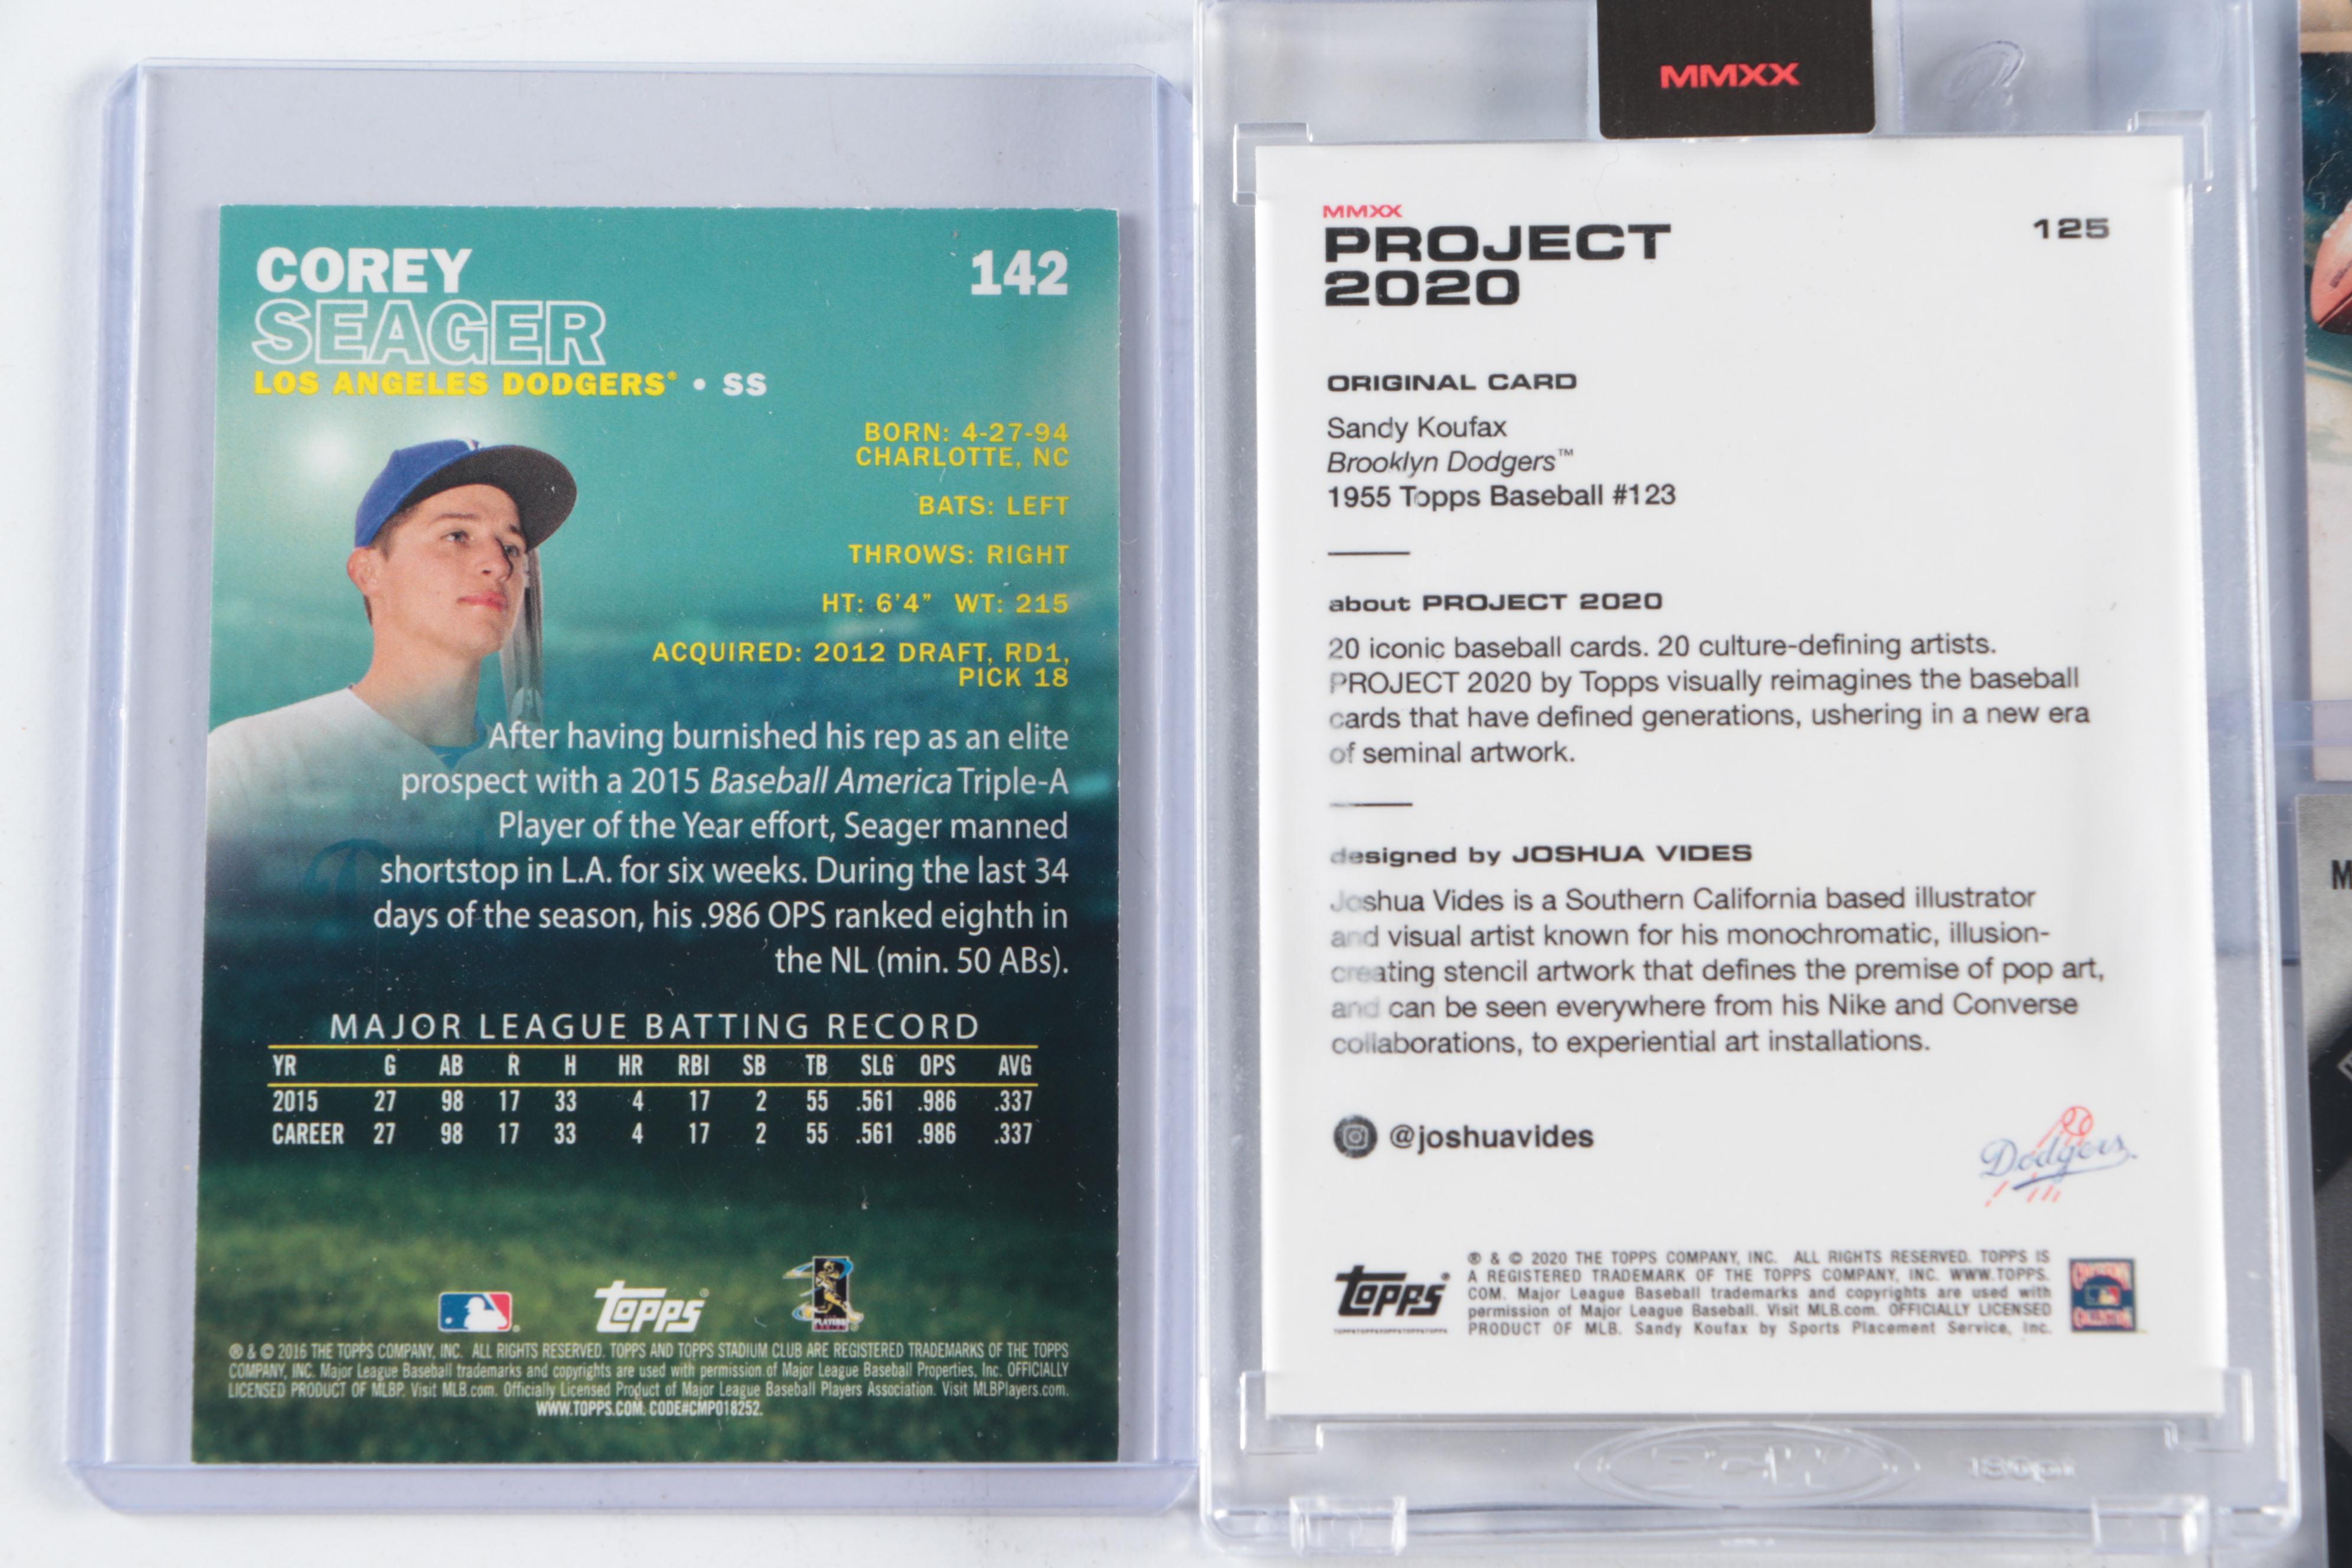 COREY
SEAGER
142
LOS ANGELES DODGERS® • SS
BORN: 4-27-94
CHARLOTTE, NC
BATS: LEFT
THROWS: RIGHT
HT: 6'4" WT: 215
ACQUIRED: 2012 DRAFT, RD1,
PICK 18
After having burnished his rep as an elite
prospect with a 2015 Baseball America Triple-A
Player of the Year effort, Seager manned
shortstop in L.A. for six weeks. During the last 34
days of the season, his .986 OPS ranked eighth in
the NL (min. 50 ABs).
MAJOR LEAGUE BATTING RECORD
YR G AB R H HR RBI SB TB SLG OPS AVG
2015 27 98 17 33 4 17 2 55 .561 .986 .337
CAREER 27 98 17 33 4 17 2 55 .561 .986 .337
topps
PLAYERS
® & © 2016 THE TOPPS COMPANY, INC. ALL RIGHTS RESERVED. TOPPS AND TOPPS STADIUM CLUB ARE REGISTERED TRADEMARKS OF THE TOPPS
COMPANY, INC. Major League Baseball trademarks and copyrights are used with permission of Major League Baseball Properties, Inc. OFFICIALLY
LICENSED PRODUCT OF MLBP. Visit MLB.com. Officially Licensed Product of Major League Baseball Players Association. Visit MLBPlayers.com.
WWW.TOPPS.COM. CODE#CMP018252.
MMXX
MMXX
PROJECT
2020
125
ORIGINAL CARD
Sandy Koufax
Brooklyn Dodgers™
1955 Topps Baseball #123
about PROJECT 2020
20 iconic baseball cards. 20 culture-defining artists.
PROJECT 2020 by Topps visually reimagines the baseball
cards that have defined generations, ushering in a new era
of seminal artwork.
designed by JOSHUA VIDES
Joshua Vides is a Southern California based illustrator
and visual artist known for his monochromatic, illusion-
creating stencil artwork that defines the premise of pop art,
and can be seen everywhere from his Nike and Converse
collaborations, to experiential art installations.
@joshuavides
Dodgers
topps
® & © 2020 THE TOPPS COMPANY, INC. ALL RIGHTS RESERVED. TOPPS IS
A REGISTERED TRADEMARK OF THE TOPPS COMPANY, INC. WWW.TOPPS.
COM. Major League Baseball trademarks and copyrights are used with
permission of Major League Baseball. Visit MLB.com. OFFICIALLY LICENSED
PRODUCT OF MLB. Sandy Koufax by Sports Placement Service, Inc.